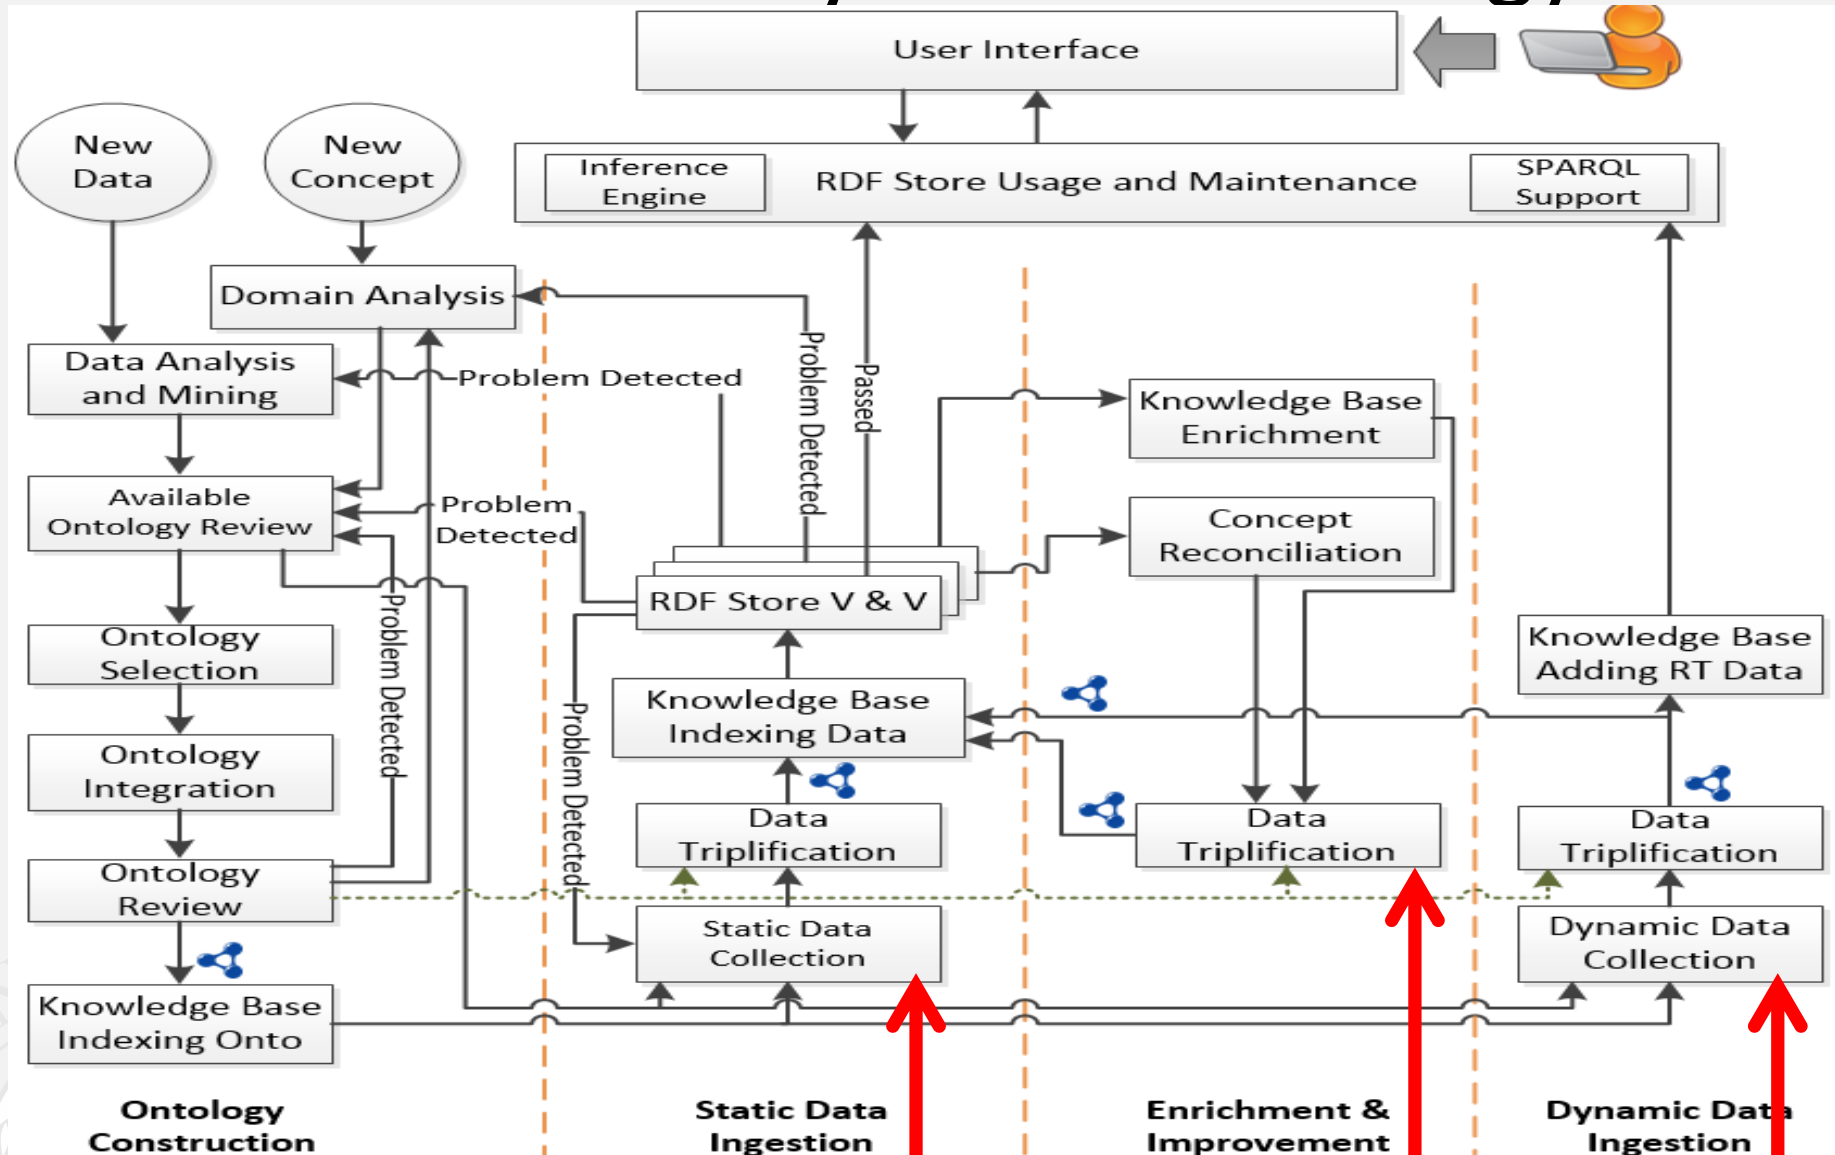 User Interface
New
Data
New
Concept
Inference
Engine
RDF Store Usage and Maintenance
SPARQL
Support
Domain Analysis
Data Analysis
and Mining
Problem Detected
Problem Detected
Passed
Knowledge Base
Enrichment
Available
Ontology Review
Problem
Detected
Concept
Reconciliation
RDF Store V & V
Ontology
Selection
Problem Detected
Knowledge Base
Adding RT Data
Knowledge Base
Indexing Data
Problem Detected
Ontology
Integration
Data
Triplification
Data
Triplification
Data
Triplification
Ontology
Review
Static Data
Collection
Dynamic Data
Collection
Knowledge Base
Indexing Onto
Ontology
Construction
Static Data
Ingestion
Enrichment &
Improvement
Dynamic Data
Ingestion